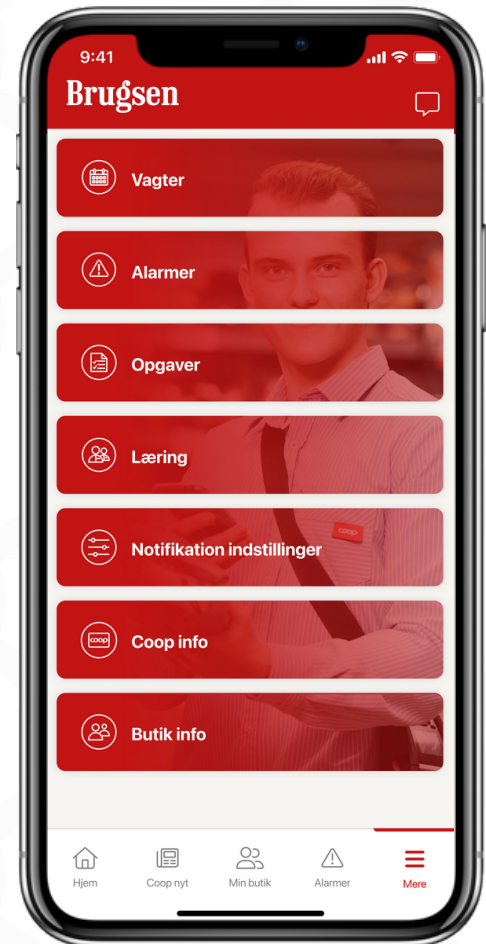 9:41
Brugsen
Vagter
Alarmer
Opgaver
Læring
coop
Notifikation indstillinger
coop
Coop info
Butik info
Hjem
Coop nyt
Min butik
Alarmer
Mere